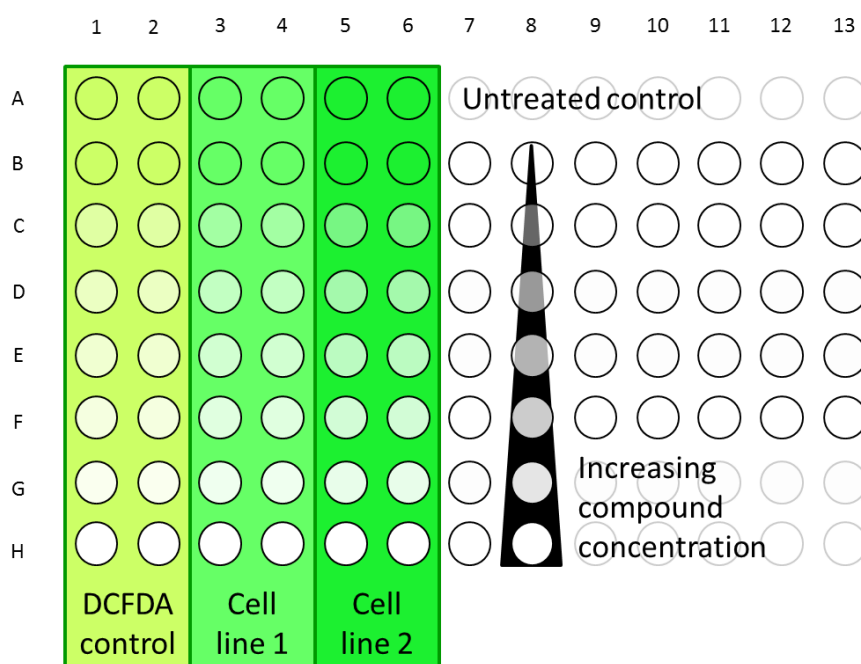 1 2 3 4 5 6 7 8 9 10 11 12 13
A
Untreated control
B
C
D
E
F
G
H
Increasing
compound
concentration
DCFDA
control
Cell
line 1
Cell
line 2